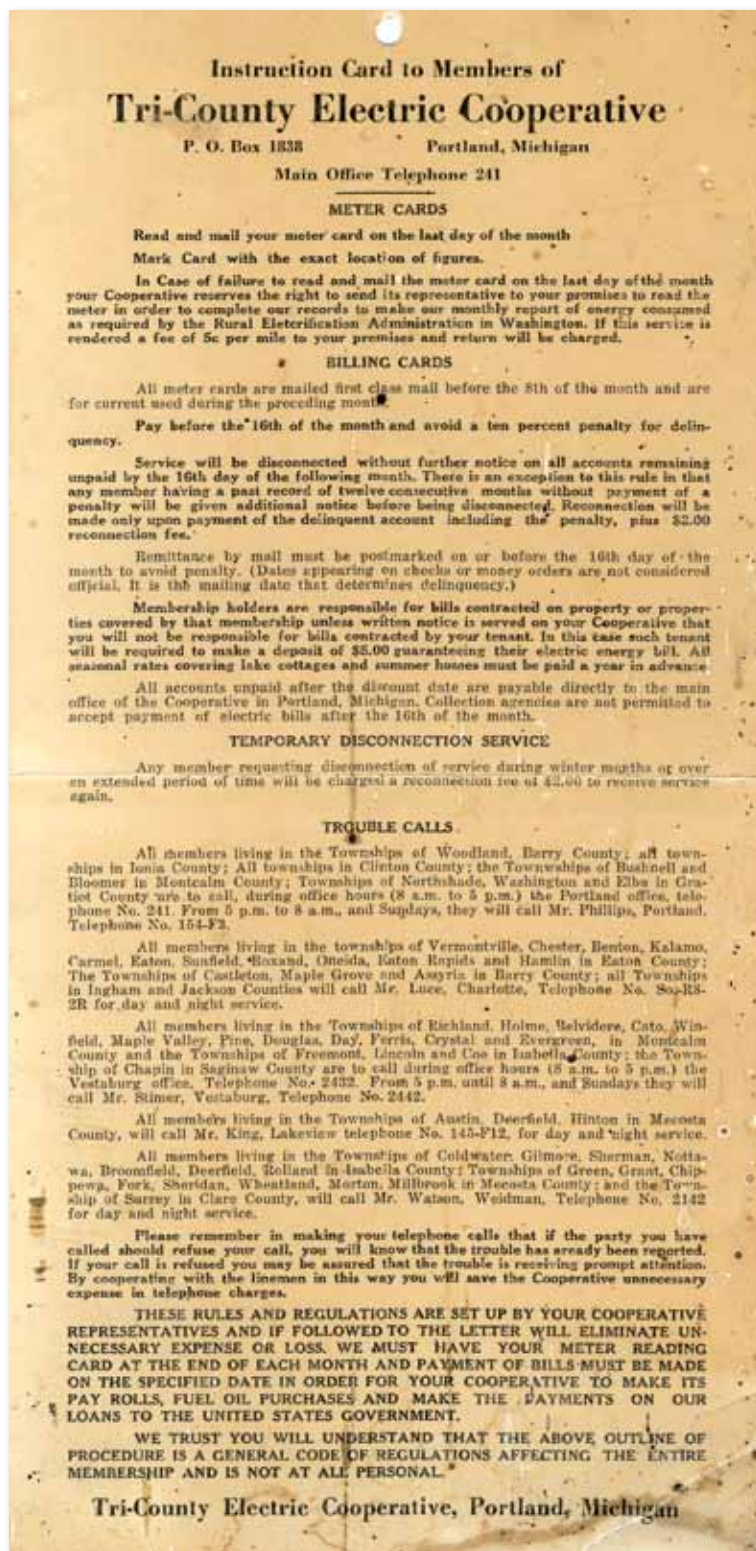 Instruction Card to Members of
Tri-County Electric Cooperative
P. O. Box 1838 Portland, Michigan
Main Office Telephone 241
METER CARDS
Read and mail your meter card on the last day of the month
Mark Card with the exact location of figures.
In Case of failure to read and mail the meter card on the last day of the month
your Cooperative reserves the right to send its representative to your premises to read the
meter in order to complete our records to make our monthly report of energy consumed
as required by the Rural Eletcrification Administration in Washington. If this service is
rendered a fee of 5c per mile to your premises and return will be charged.
BILLING CARDS
All meter cards are mailed first class mail before the 8th of the month and are
for current used during the preceding month.
Pay before the 16th of the month and avoid a ten percent penalty for delin-
quency.
Service will be disconnected without further notice on all accounts remaining
unpaid by the 16th day of the following month. There is an exception to this rule in that
any member having a past record of twelve consecutive months without payment of a
penalty will be given additional notice before being disconnected. Reconnection will be
made only upon payment of the delinquent account including the penalty, plus $2.00
reconnection fee.
Remittance by mail must be postmarked on or before the 16th day of the
month to avoid penalty. (Dates appearing on checks or money orders are not considered
official. It is the mailing date that determines delinquency.)
Membership holders are responsible for bills contracted on property or proper-
ties covered by that membership unless written notice is served on your Cooperative that
you will not be responsible for bills contracted by your tenant. In this case such tenant
will be required to make a deposit of $5.00 guaranteeing their electric energy bill. All
seasonal rates covering lake cottages and summer homes must be paid a year in advance
All accounts unpaid after the discount date are payable directly to the main
office of the Cooperative in Portland, Michigan. Collection agencies are not permitted to
accept payment of electric bills after the 16th of the month.
TEMPORARY DISCONNECTION SERVICE
Any member requesting disconnection of service during winter months or over
an extended period of time will be charged a reconnection fee of $2.00 to receive service
again.
TROUBLE CALLS
All members living in the Townships of Woodland, Barry County; all town-
ships in Ionia County; All townships in Clinton County; the Townships of Bushnell and
Bloomer in Montcalm County; Townships of Northshade, Washington and Elba in Gra-
tiot County are to call, during office hours (8 a.m. to 5 p.m.) the Portland office, tele-
phone No. 241. From 5 p.m. to 8 a.m., and Sundays, they will call Mr. Phillips, Portland,
Telephone No. 154-F2.
All members living in the townships of Vermontville, Chester, Benton, Kalamo,
Carmel, Eaton, Sunfield, Roxand, Oneida, Eaton Rapids and Hamlin in Eaton County;
The Townships of Castleton, Maple Grove and Assyria in Barry County; all Townships
in Ingham and Jackson Counties will call Mr. Luce, Charlotte, Telephone No.
2R for day and night service.
All members living in the Townships of Richland, Holme, Belvidere, Cato, Win-
field, Maple Valley, Pine, Douglas, Day, Ferris, Crystal and Evergreen, in Montcalm
County and the Townships of Freemont, Lincoln and Coe in Isabella County; the Town-
ship of Chapin in Saginaw County are to call during office hours (8 a.m. to 5 p.m.) the
Vestaburg office, Telephone No. 2432. From 5 p.m. until 8 a.m., and Sundays they will
call Mr. Stimer, Vestaburg, Telephone No. 2442.
All members living in the Townships of Austin, Deerfield, Hinton in Mecosta
County, will call Mr. King, Lakeview telephone No. 145-F12, for day and night service.
All members living in the Townships of Coldwater, Gilmore, Sherman, Notta-
wa, Broomfield, Deerfield, Rolland in Isabella County; Townships of Green, Grant, Chip-
pewa, Fork, Sheridan, Wheatland, Morton, Millbrook in Mecosta County; and the Town-
ship of Surrey in Clare County, will call Mr. Watson, Weidman, Telephone No. 2142
for day and night service.
Please remember in making your telephone calls that if the party you have
called should refuse your call, you will know that the trouble has aready been reported.
If your call is refused you may be assured that the trouble is receiving prompt attention.
By cooperating with the linemen in this way you will save the Cooperative unnecessary
expense in telephone charges.
THESE RULES AND REGULATIONS ARE SET UP BY YOUR COOPERATIVE
REPRESENTATIVES AND IF FOLLOWED TO THE LETTER WILL ELIMINATE UN-
NECESSARY EXPENSE OR LOSS. WE MUST HAVE YOUR METER READING
CARD AT THE END OF EACH MONTH AND PAYMENT OF BILLS MUST BE MADE
ON THE SPECIFIED DATE IN ORDER FOR YOUR COOPERATIVE TO MAKE ITS
PAY ROLLS, FUEL OIL PURCHASES AND MAKE THE PAYMENTS ON OUR
LOANS TO THE UNITED STATES GOVERNMENT.
WE TRUST YOU WILL UNDERSTAND THAT THE ABOVE OUTLINE OF
PROCEDURE IS A GENERAL CODE OF REGULATIONS AFFECTING THE ENTIRE
MEMBERSHIP AND IS NOT AT ALL PERSONAL.
Tri-County Electric Cooperative, Portland, Michigan